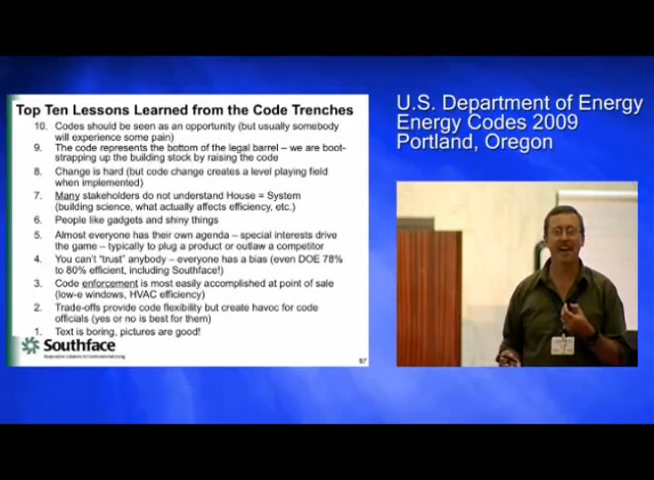 Top Ten Lessons Learned from the Code Trenches
10. Codes should be seen as an opportunity (but usually somebody
will experience some pain)
9. The code represents the bottom of the legal barrel – we are boot-
strapping up the building stock by raising the code
8. Change is hard (but code change creates a level playing field
when implemented)
7. Many stakeholders do not understand House = System
(building science, what actually affects efficiency, etc.)
6. People like gadgets and shiny things
5. Almost everyone has their own agenda – special interests drive
the game – typically to plug a product or outlaw a competitor
4. You can't "trust" anybody – everyone has a bias (even DOE 78%
to 80% efficient, including Southface!)
3. Code enforcement is most easily accomplished at point of sale
(low-e windows, HVAC efficiency)
2. Trade-offs provide code flexibility but create havoc for code
officials (yes or no is best for them)
1. Text is boring, pictures are good!
Southface
97
U.S. Department of Energy
Energy Codes 2009
Portland, Oregon